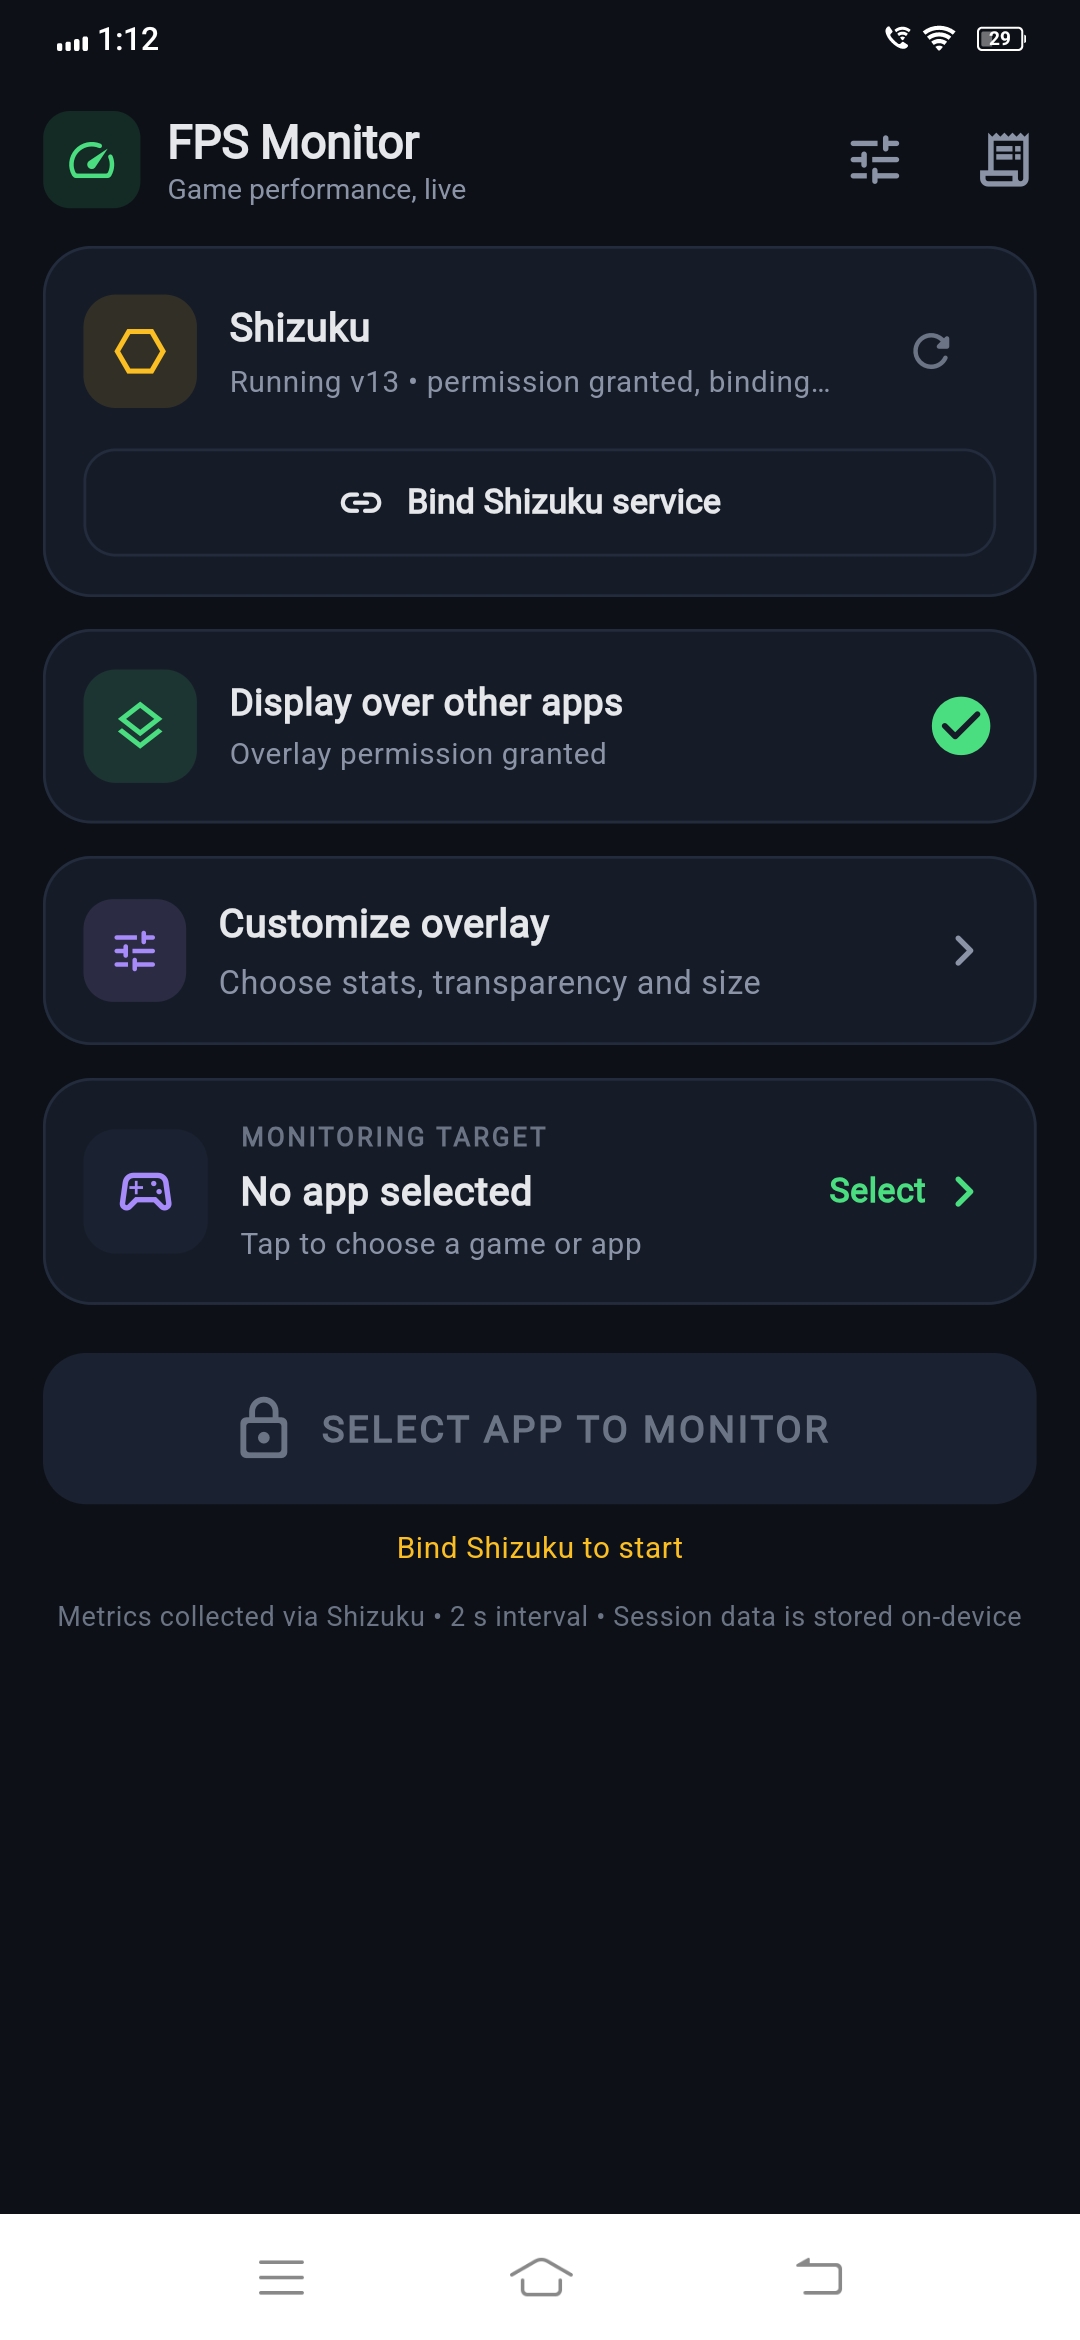 1:12
29
FPS Monitor
Game performance, live
Shizuku
Running v13 • permission granted, binding…
Bind Shizuku service
Display over other apps
Overlay permission granted
Customize overlay
Choose stats, transparency and size
MONITORING TARGET
No app selected
Select
Tap to choose a game or app
SELECT APP TO MONITOR
Bind Shizuku to start
Metrics collected via Shizuku • 2 s interval • Session data is stored on-device